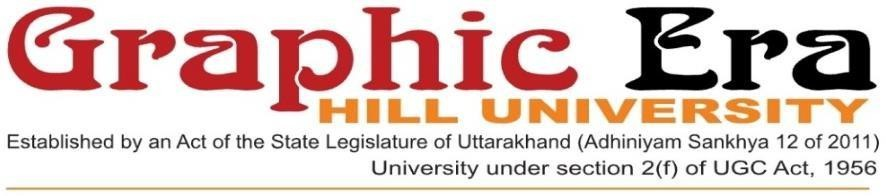 Graphic Era
HILL UNIVERSITY
Established by an Act of the State Legislature of Uttarakhand (Adhiniyam Sankhya 12 of 2011)
University under section 2(f) of UGC Act, 1956